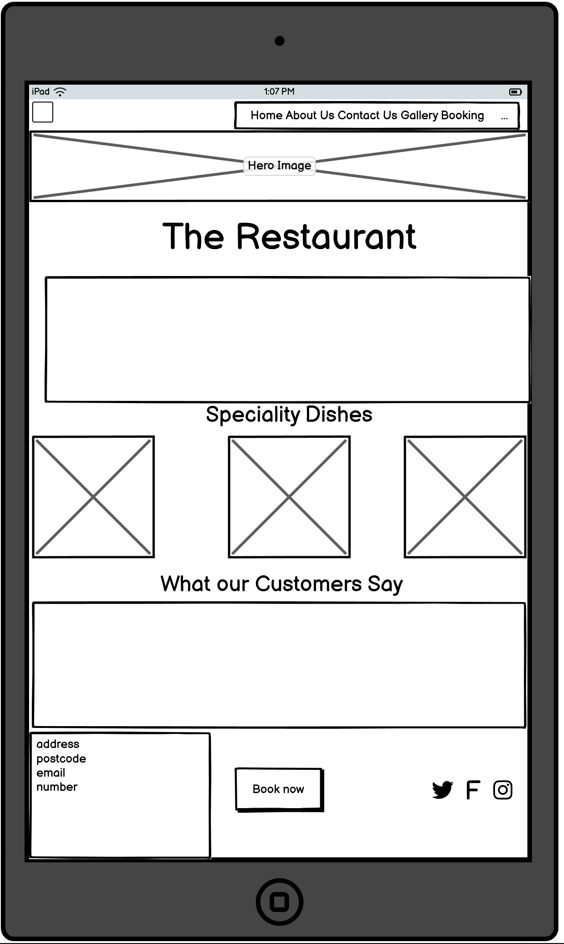 iPad 1:07 PM
Home About Us Contact Us Gallery Booking ...
Hero Image
The Restaurant
Speciality Dishes
What our Customers Say
address
postcode
email
number
Book now
F